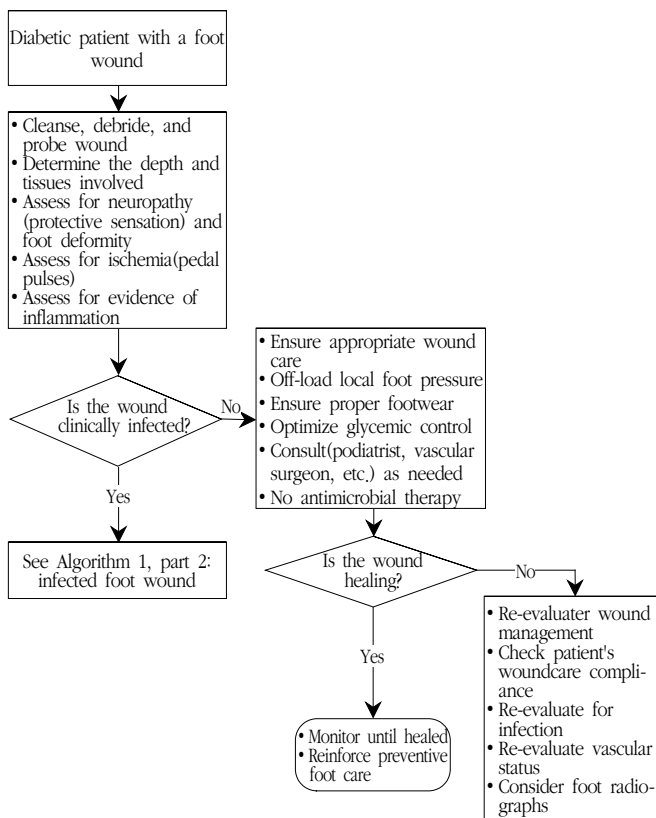 Diabetic patient with a foot
wound
• Cleanse, debride, and
probe wound
• Determine the depth and
tissues involved
• Assess for neuropathy
(protective sensation) and
foot deformity
• Assess for ischemia(pedal
pulses)
• Assess for evidence of
inflammation
Is the wound
clinically infected?
No
Yes
See Algorithm 1, part 2:
infected foot wound
• Ensure appropriate wound
care
• Off-load local foot pressure
• Ensure proper footwear
• Optimize glycemic control
• Consult(podiatrist, vascular
surgeon, etc.) as needed
• No antimicrobial therapy
Is the wound
healing?
No
Yes
• Monitor until healed
• Reinforce preventive
foot care
• Re-evaluater wound
management
• Check patient's
woundcare compli-
ance
• Re-evaluate for
infection
• Re-evaluate vascular
status
• Consider foot radio-
graphs